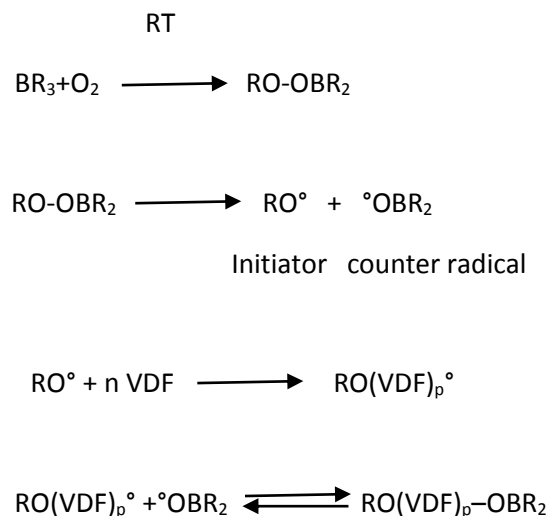 RT
BR₃+O₂ ⟶ RO-OBR₂
RO-OBR₂ ⟶ RO° + °OBR₂
Initiator counter radical
RO° + n VDF ⟶ RO(VDF)ₚ°
RO(VDF)ₚ° +°OBR₂ ⇌ RO(VDF)ₚ–OBR₂